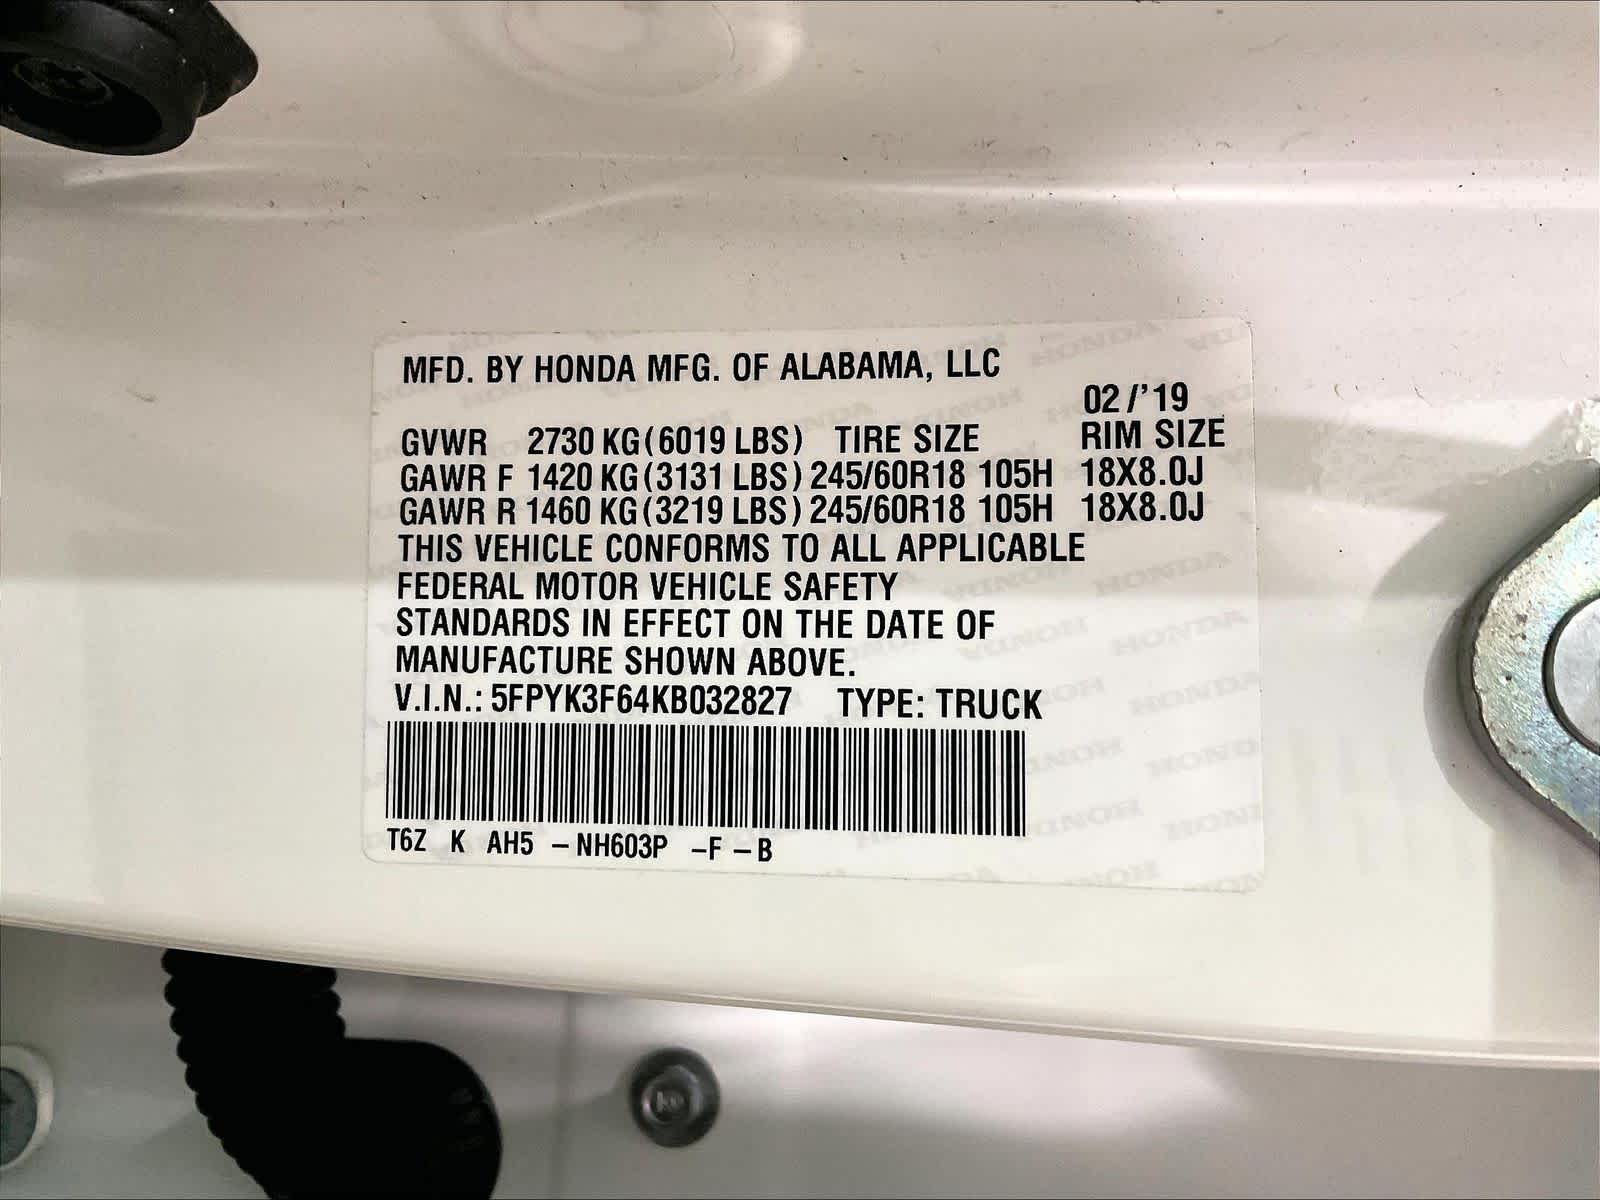 MFD. BY HONDA MFG. OF ALABAMA, LLC
02/'19
GVWR 2730 KG(6019 LBS) TIRE SIZE RIM SIZE
GAWR F 1420 KG(3131 LBS) 245/60R18 105H 18X8.0J
GAWR R 1460 KG(3219 LBS) 245/60R18 105H 18X8.0J
THIS VEHICLE CONFORMS TO ALL APPLICABLE
FEDERAL MOTOR VEHICLE SAFETY
STANDARDS IN EFFECT ON THE DATE OF
MANUFACTURE SHOWN ABOVE.
V.I.N.: 5FPYK3F64KB032827 TYPE: TRUCK
T6Z K AH5 –NH603P –F –B